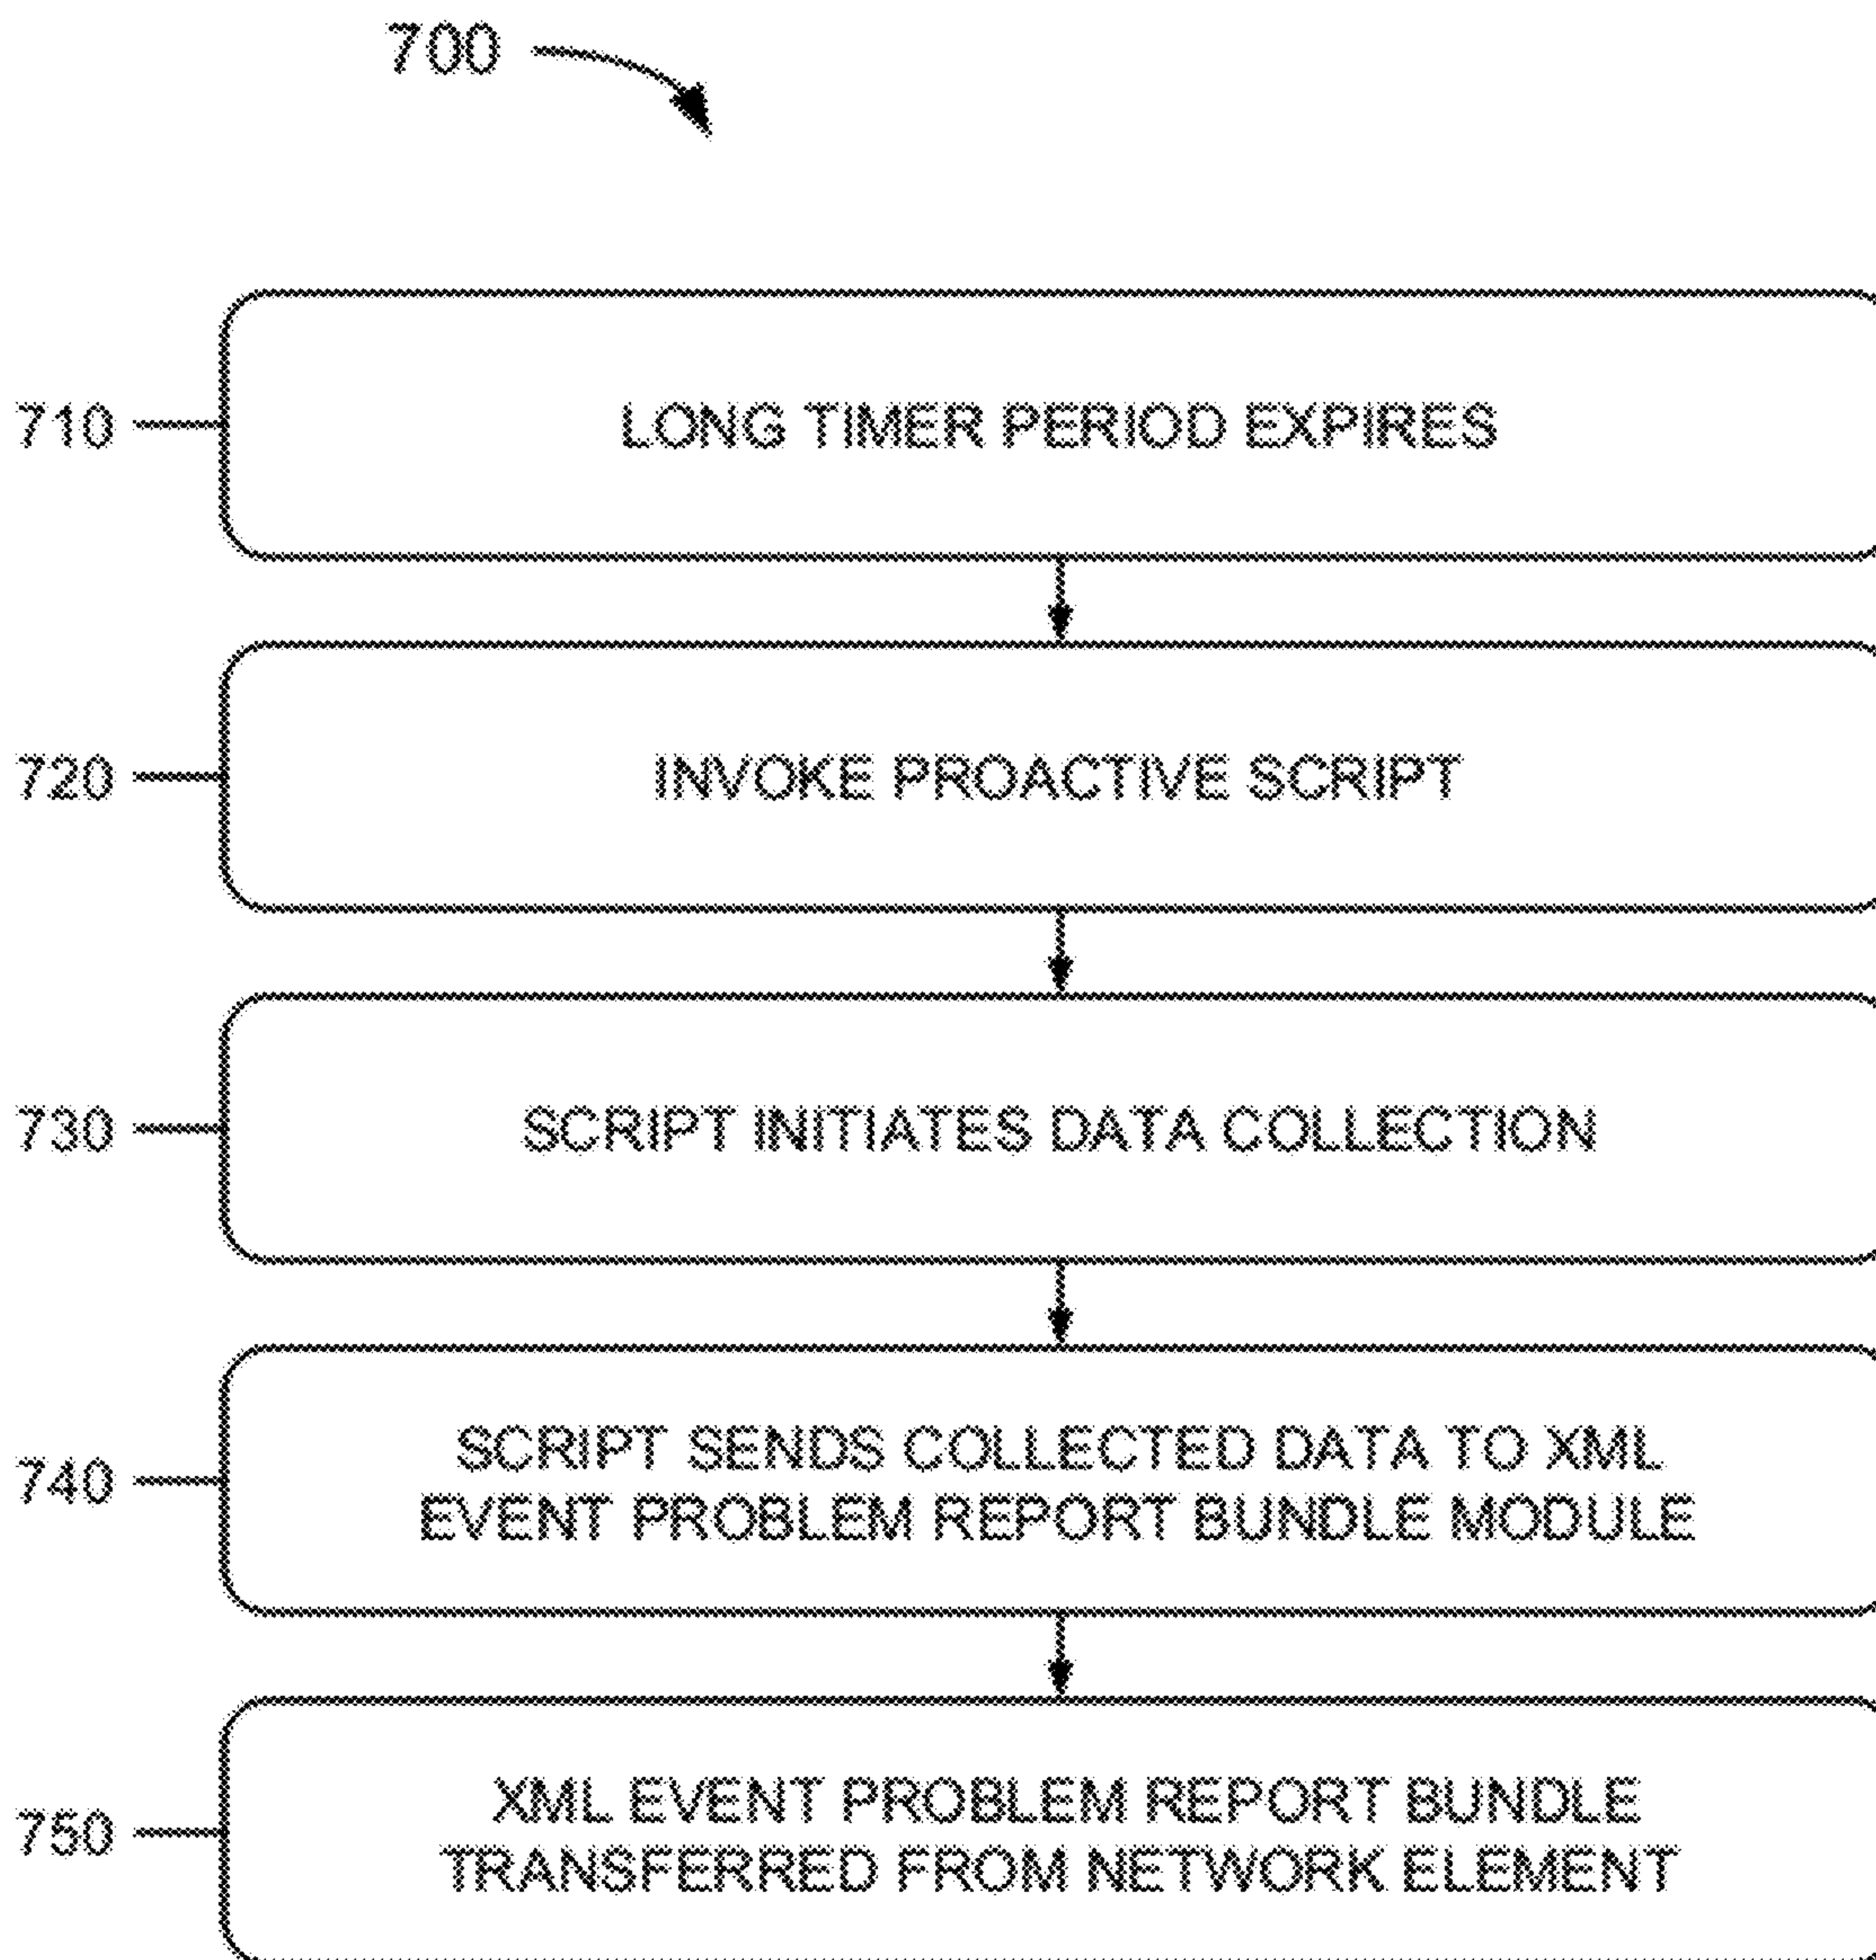 700
710
LONG TIMER PERIOD EXPIRES
720
INVOKE PROACTIVE SCRIPT
730
SCRIPT INITIATES DATA COLLECTION
740
SCRIPT SENDS COLLECTED DATA TO XML
EVENT PROBLEM REPORT BUNDLE MODULE
750
XML EVENT PROBLEM REPORT BUNDLE
TRANSFERRED FROM NETWORK ELEMENT